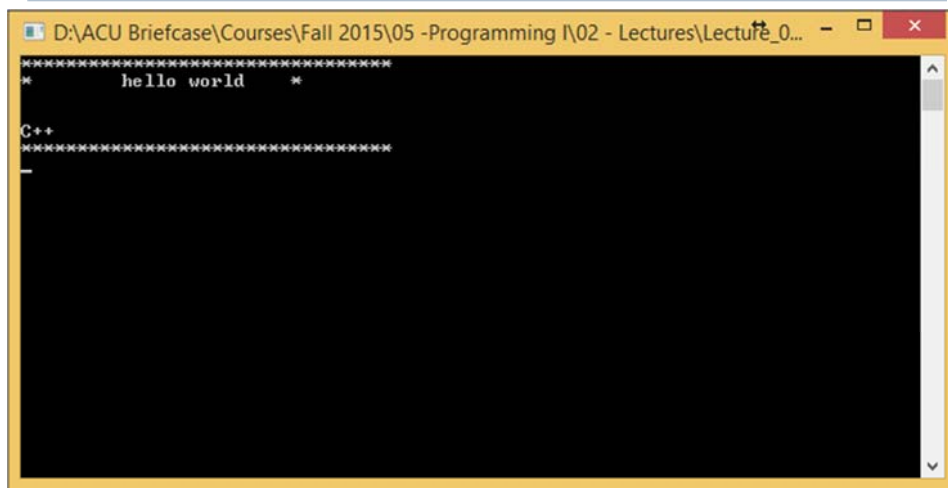 D:\ACU Briefcase\Courses\Fall 2015\05 -Programming I\02 - Lectures\Lecture_0...
*********************************
*        hello world    *
C++
*********************************
_